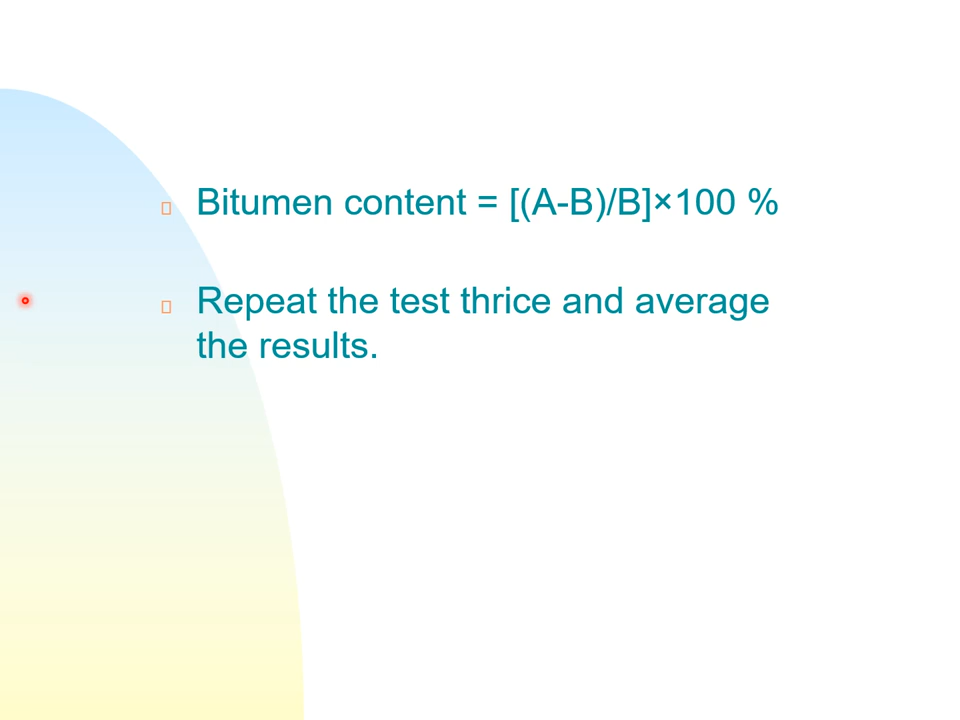 Bitumen content = [(A-B)/B]×100 %
Repeat the test thrice and average
the results.